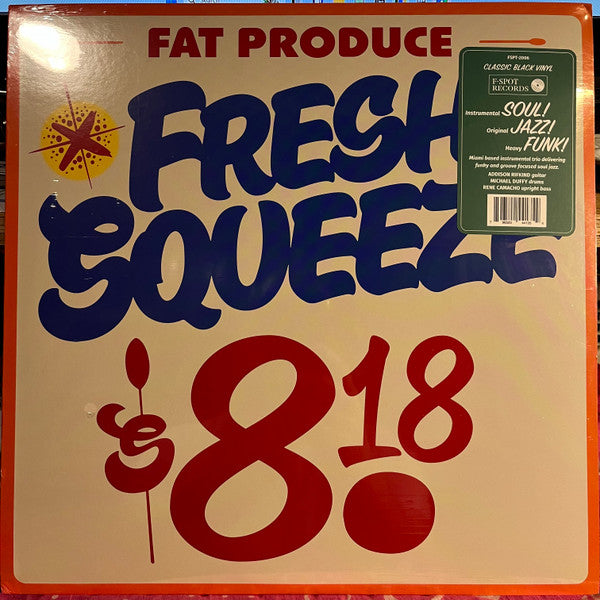 FAT PRODUCE
FRESH
SQUEEZE
$8.18
FSPT-1006
CLASSIC BLACK VINYL
F-SPOT
RECORDS
Instrumental SOUL!
Original JAZZ!
Heavy FUNK!
Miami based instrumental trio delivering
funky and groove focused soul jazz.
ADDISON RIFKIND guitar
MICHAEL DUFFY drums
RENE CAMACHO upright bass